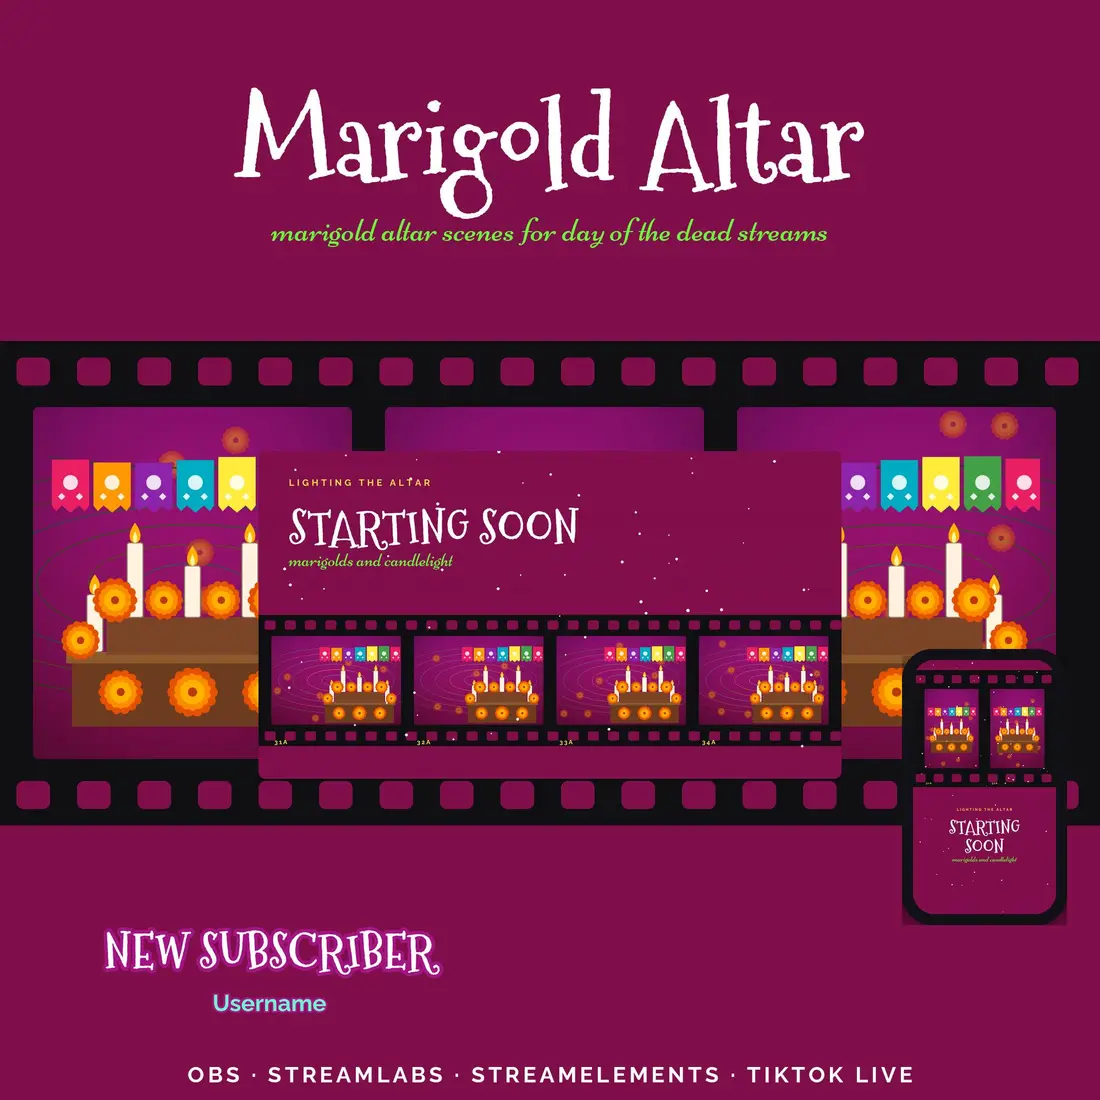 Marigold Altar
marigold altar scenes for day of the dead streams
LIGHTING THE ALTAR
STARTING SOON
marigolds and candlelight
31A 32A 33A 34A
LIGHTING THE ALTAR
STARTING
SOON
marigolds and candlelight
NEW SUBSCRIBER
Username
OBS · STREAMLABS · STREAMELEMENTS · TIKTOK LIVE